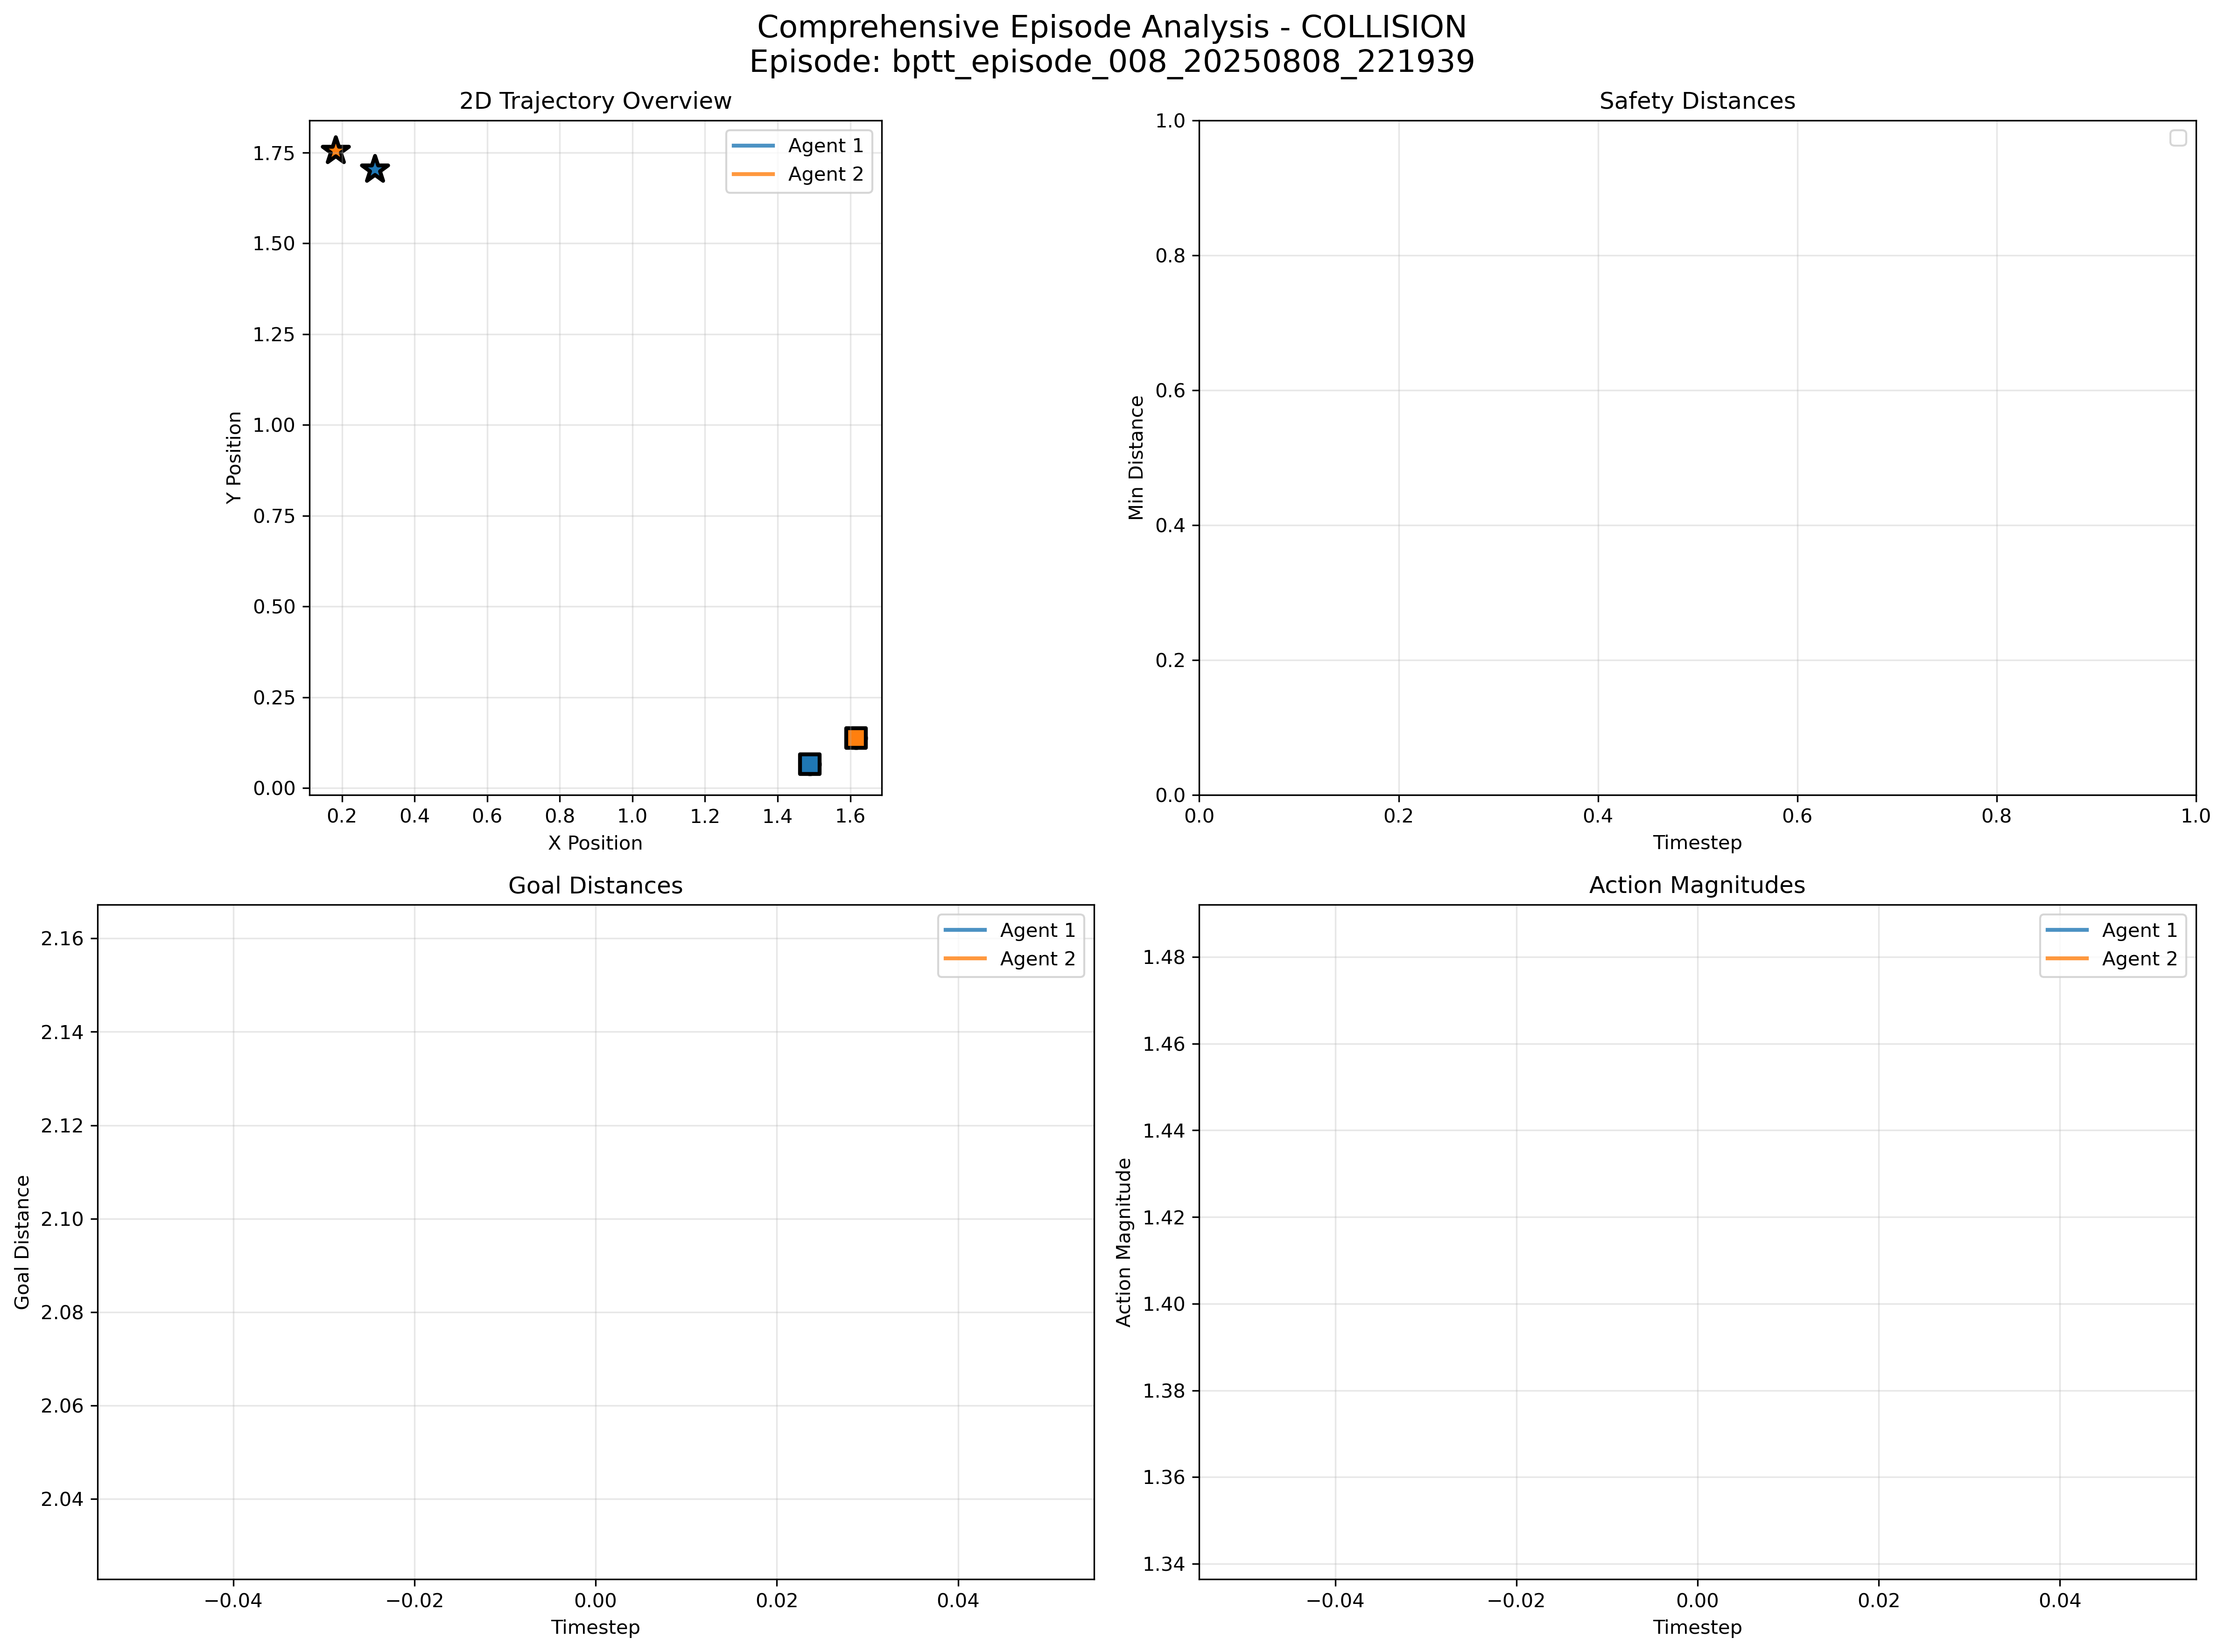 Comprehensive Episode Analysis - COLLISION
Episode: bptt_episode_008_20250808_221939
2D Trajectory Overview
Agent 1
Agent 2
1.75
1.50
1.25
1.00
0.75
0.50
0.25
0.00
Y Position
0.2 0.4 0.6 0.8 1.0 1.2 1.4 1.6
X Position
Safety Distances
1.0
0.8
0.6
0.4
0.2
0.0
Min Distance
0.0 0.2 0.4 0.6 0.8 1.0
Timestep
Goal Distances
Agent 1
Agent 2
2.16
2.14
2.12
2.10
2.08
2.06
2.04
Goal Distance
−0.04 −0.02 0.00 0.02 0.04
Timestep
Action Magnitudes
Agent 1
Agent 2
1.48
1.46
1.44
1.42
1.40
1.38
1.36
1.34
Action Magnitude
−0.04 −0.02 0.00 0.02 0.04
Timestep